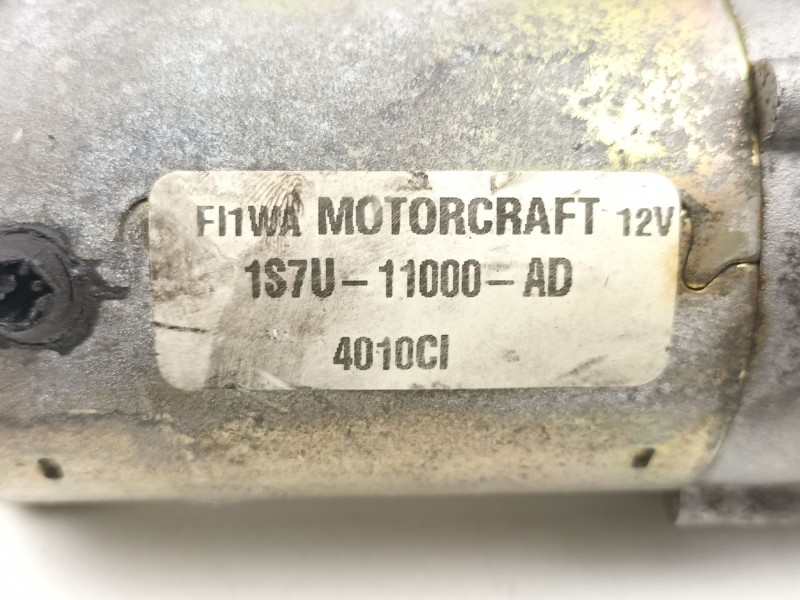 FI1WA MOTORCRAFT 12V
1S7U-11000-AD
4010CI